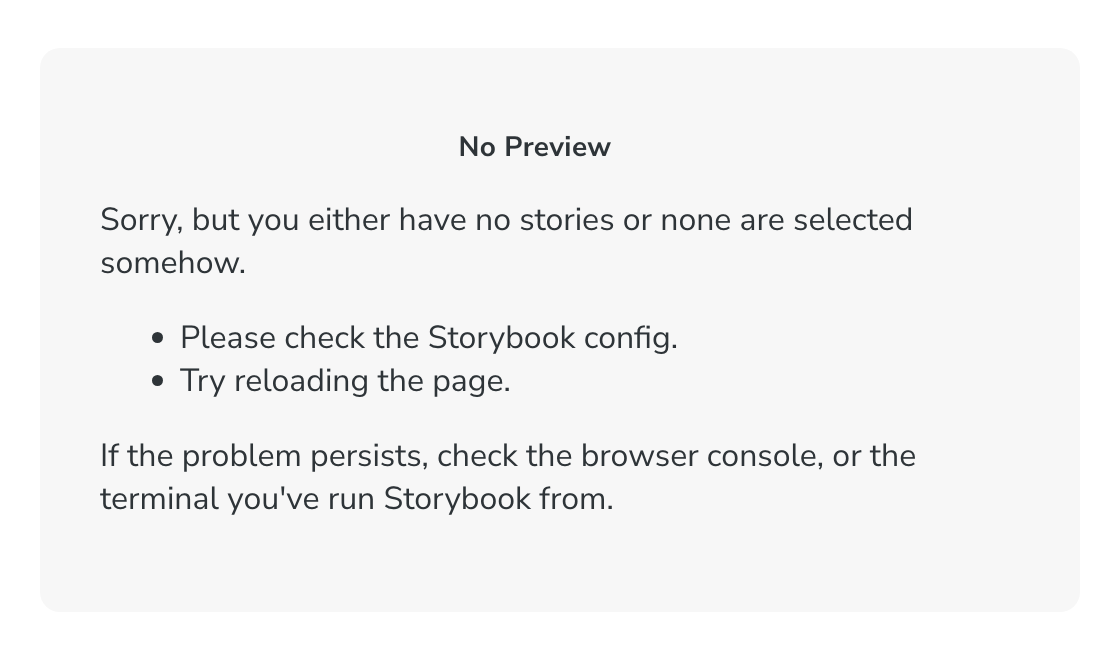 No Preview
Sorry, but you either have no stories or none are selected
somehow.
• Please check the Storybook config.
• Try reloading the page.
If the problem persists, check the browser console, or the
terminal you've run Storybook from.